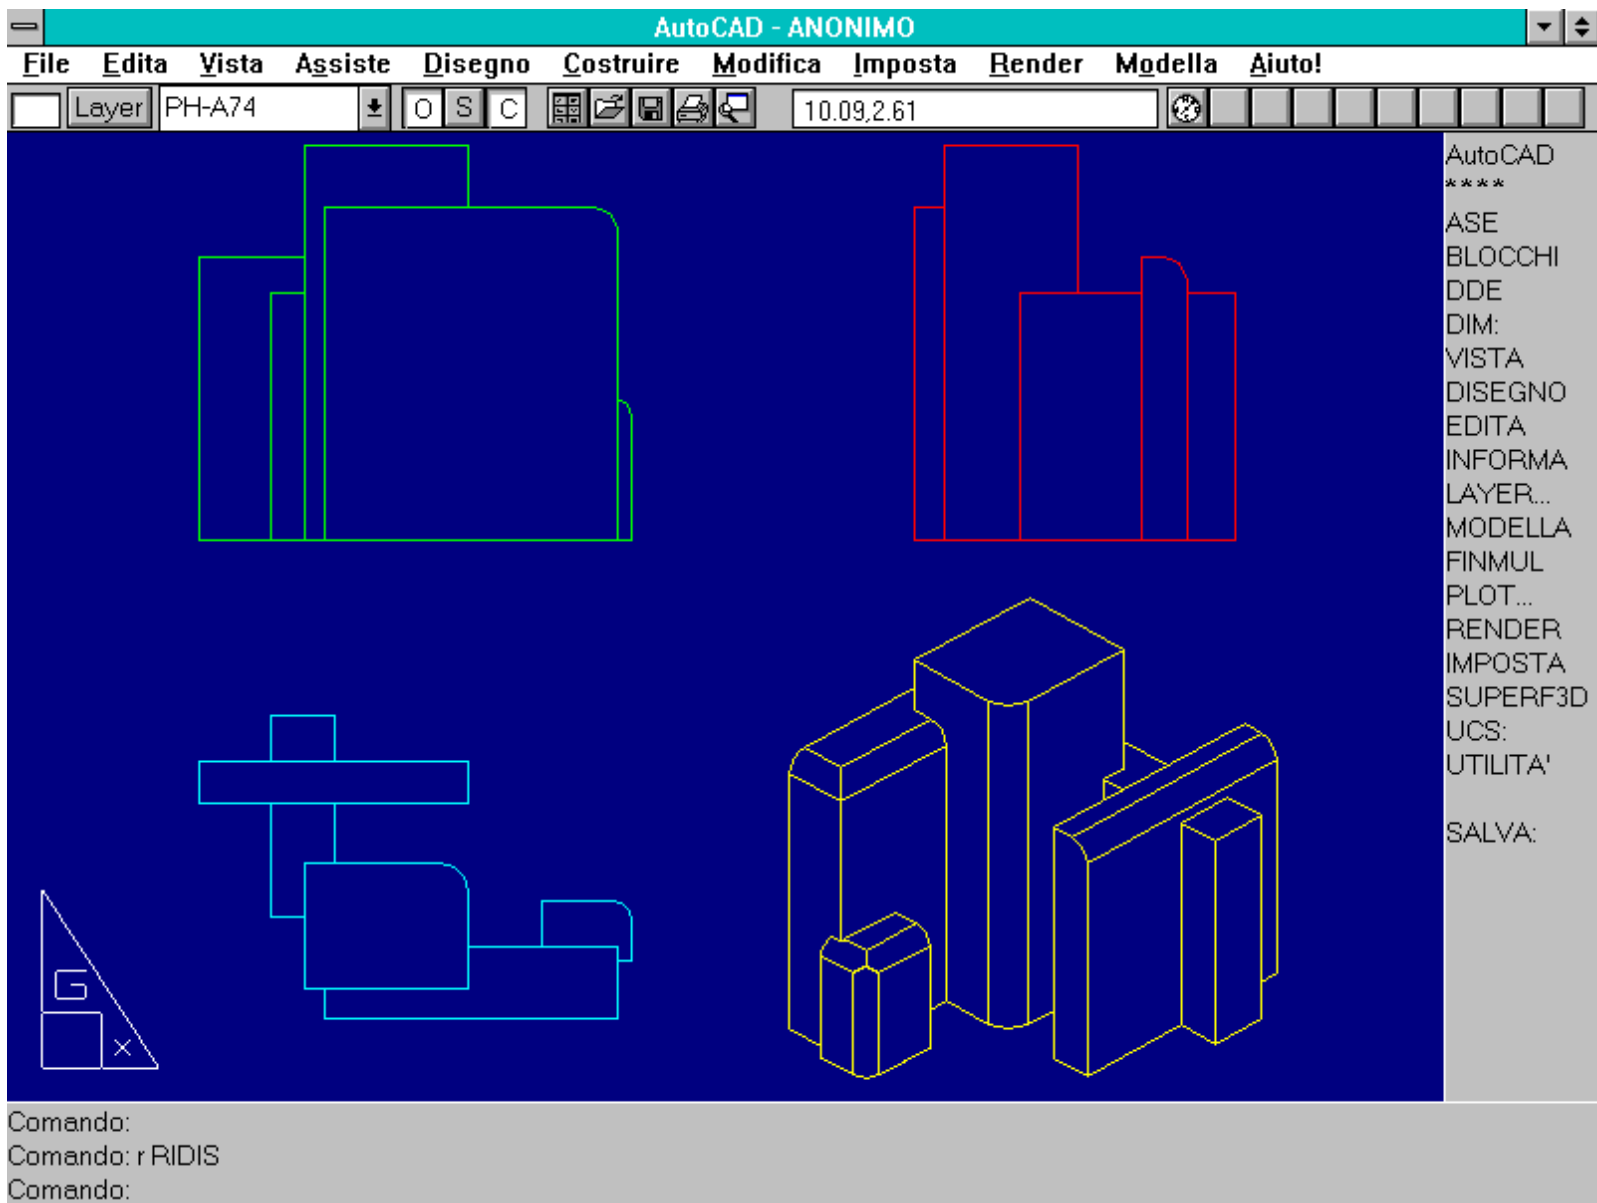 AutoCAD - ANONIMO
File Edita Vista Assiste Disegno Costruire Modifica Imposta Render Modella Aiuto!
Layer PH-A74 O S C 10.09,2.61
AutoCAD
* * * *
ASE
BLOCCHI
DDE
DIM:
VISTA
DISEGNO
EDITA
INFORMA
LAYER...
MODELLA
FINMUL
PLOT...
RENDER
IMPOSTA
SUPERF3D
UCS:
UTILITA'
SALVA:
G
X
Comando:
Comando: r RIDIS
Comando: